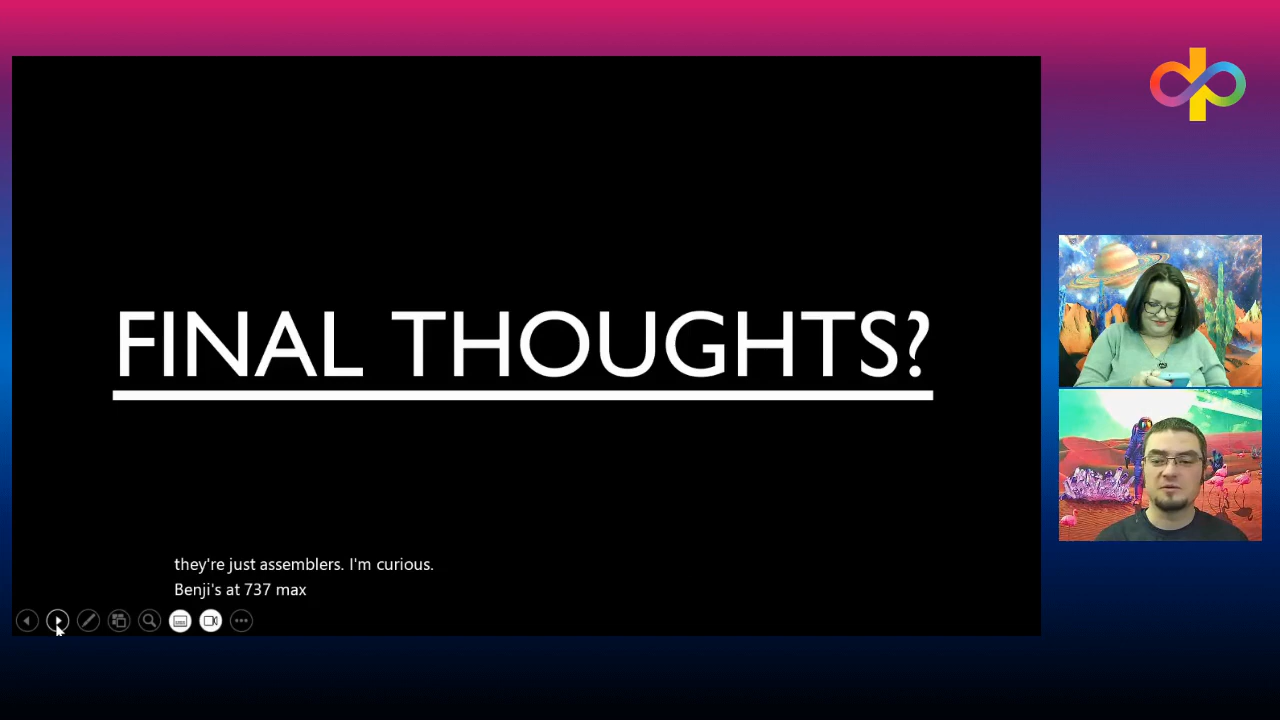 FINAL THOUGHTS?
they're just assemblers. I'm curious.
Benji's at 737 max